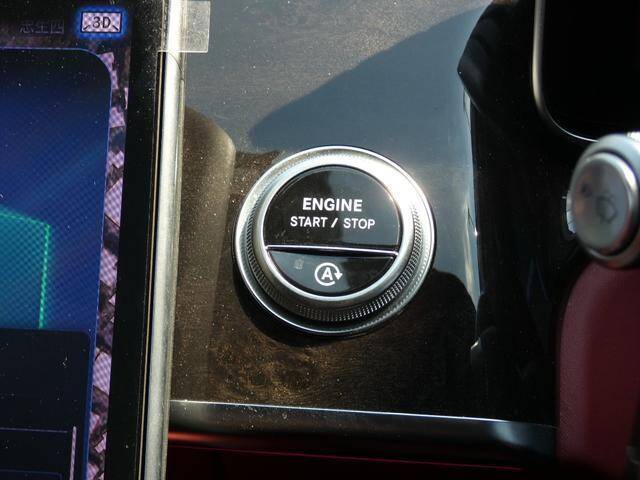 3D
ENGINE
START / STOP
A